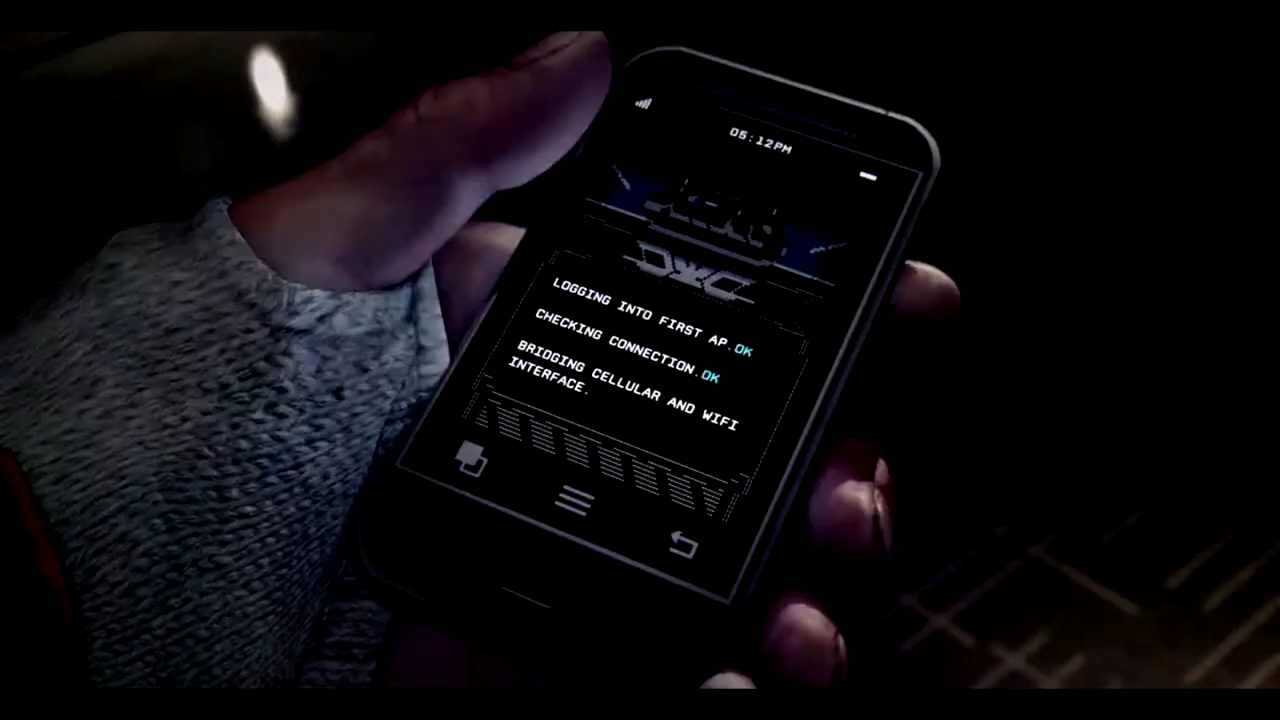 05:12PM
LOGGING INTO FIRST AP.OK
CHECKING CONNECTION.OK
BRIDGING CELLULAR AND WIFI
INTERFACE.